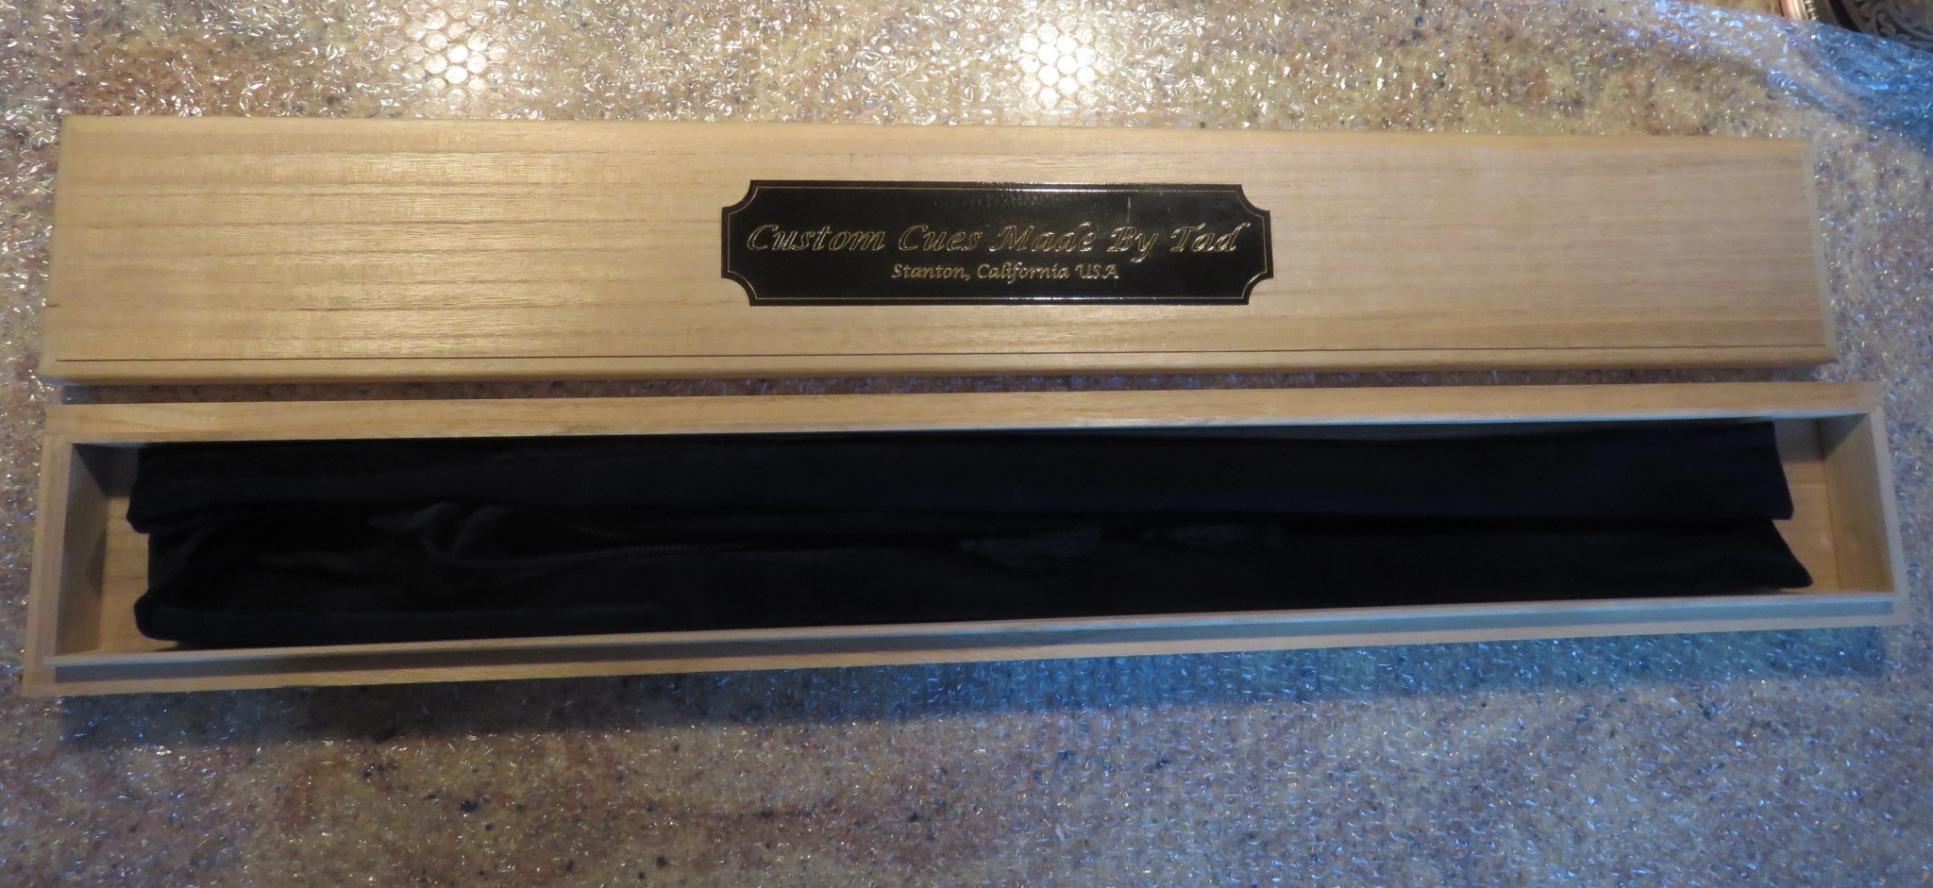 Custom Cues Made By Tad
Stanton, California USA